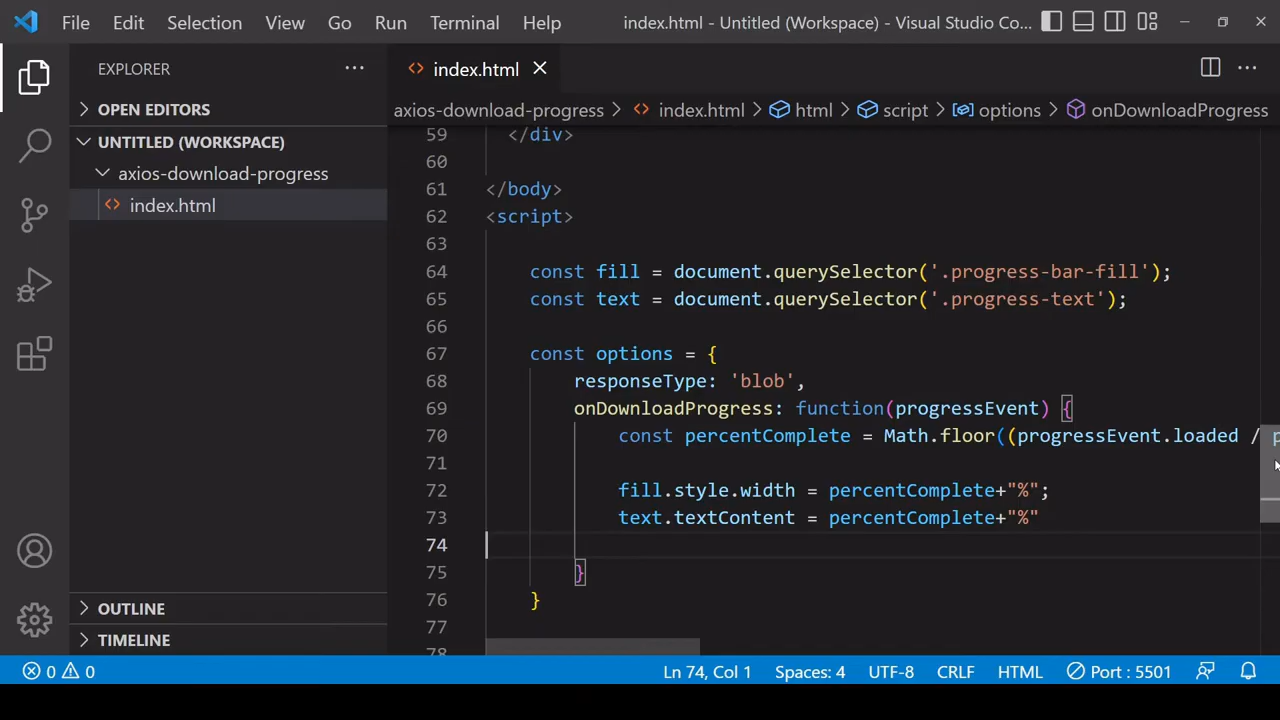 File Edit Selection View Go Run Terminal Help index.html - Untitled (Workspace) - Visual Studio Co...
EXPLORER
OPEN EDITORS
UNTITLED (WORKSPACE)
axios-download-progress
index.html
OUTLINE
TIMELINE
index.html
axios-download-progress > index.html > html > script > options > onDownloadProgress
59 </div>
60
61 </body>
62 <script>
63
64 const fill = document.querySelector('.progress-bar-fill');
65 const text = document.querySelector('.progress-text');
66
67 const options = {
68 responseType: 'blob',
69 onDownloadProgress: function(progressEvent) {
70 const percentComplete = Math.floor((progressEvent.loaded / p
71
72 fill.style.width = percentComplete+"%";
73 text.textContent = percentComplete+"%"
74
75 }
76 }
77
78
0 0 Ln 74, Col 1 Spaces: 4 UTF-8 CRLF HTML Port : 5501